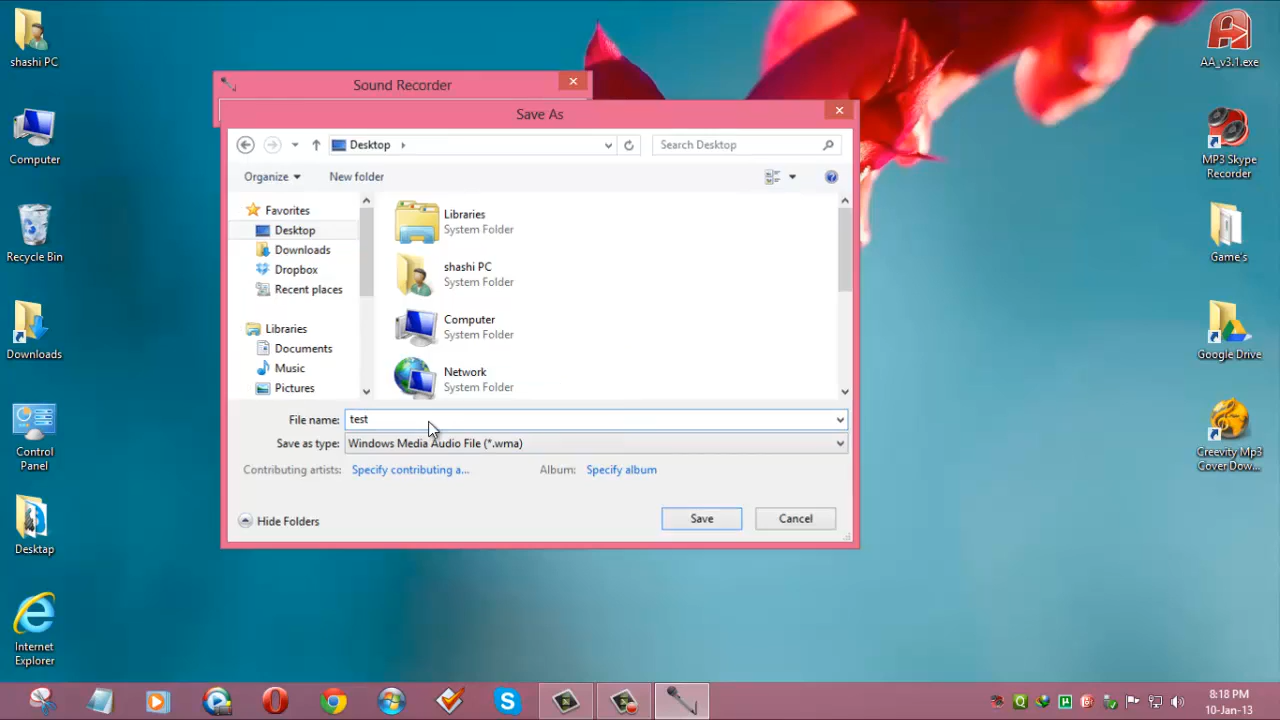 shashi PC
Computer
Recycle Bin
Downloads
Control
Panel
Desktap
Internet
Explorer
Sound Recorder
Save As
Desktop
Search Desktop
Organize
New folder
Favorites
Desktop
Downloads
Dropbox
Recent places
Libraries
Documents
Music
Pictures
Libraries
System Folder
shashi PC
System Folder
Computer
System Folder
Network
System Folder
File name: test
Save as type: Windows Media Audio File (*.wma)
Contributing artists: Specify contributing a... Album: Specify album
Hide Folders
Save
Cancel
AA_v3.1.exe
MP3 Skype
Recorder
Game's
Google Drive
Creevity Mp3
Cover Dow...
8:18 PM
10-Jan-13